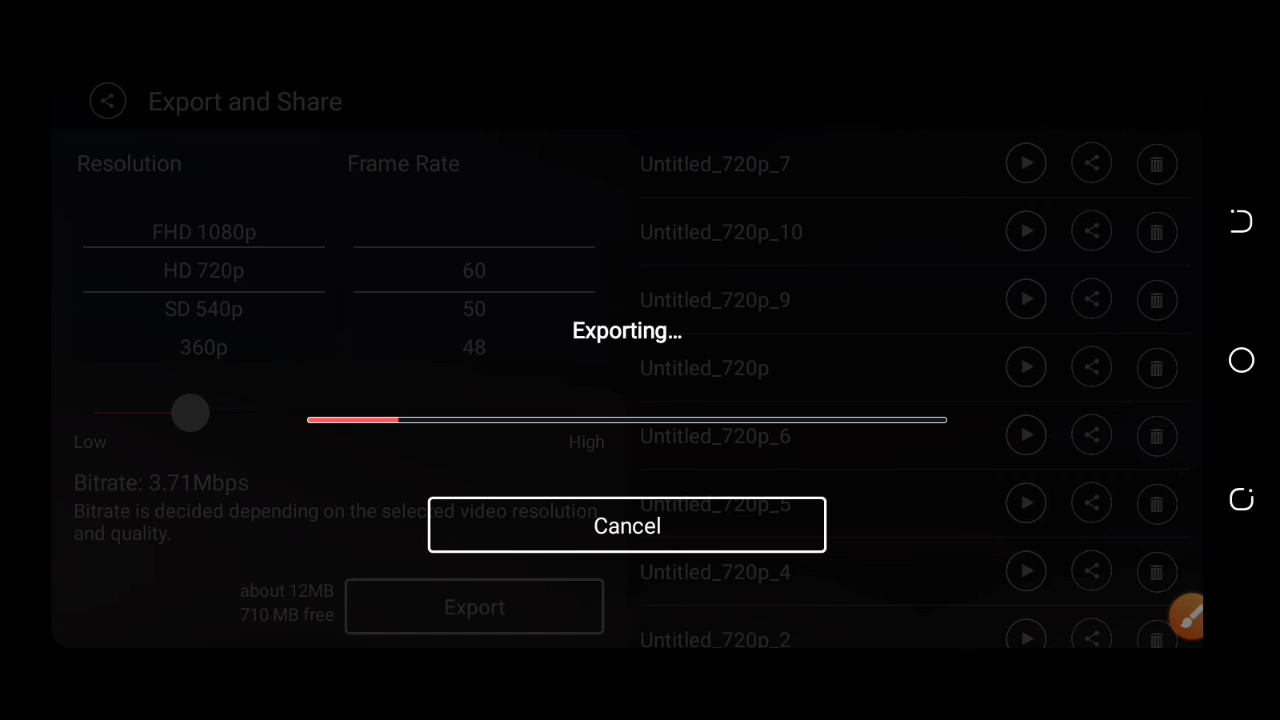 Export and Share
Resolution
Frame Rate
FHD 1080p
HD 720p
SD 540p
360p
60
50
48
Low
High
Bitrate: 3.71Mbps
Bitrate is decided depending on the selected video resolution
and quality.
about 12MB
710 MB free
Export
Exporting...
Cancel
Untitled_720p_7
Untitled_720p_10
Untitled_720p_9
Untitled_720p
Untitled_720p_6
Untitled_720p_5
Untitled_720p_4
Untitled_720p_2